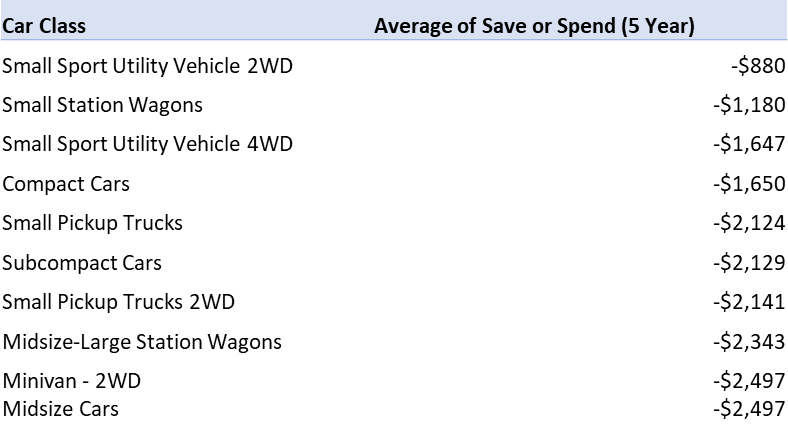 Car Class Average of Save or Spend (5 Year)
Small Sport Utility Vehicle 2WD -$880
Small Station Wagons -$1,180
Small Sport Utility Vehicle 4WD -$1,647
Compact Cars -$1,650
Small Pickup Trucks -$2,124
Subcompact Cars -$2,129
Small Pickup Trucks 2WD -$2,141
Midsize-Large Station Wagons -$2,343
Minivan - 2WD -$2,497
Midsize Cars -$2,497